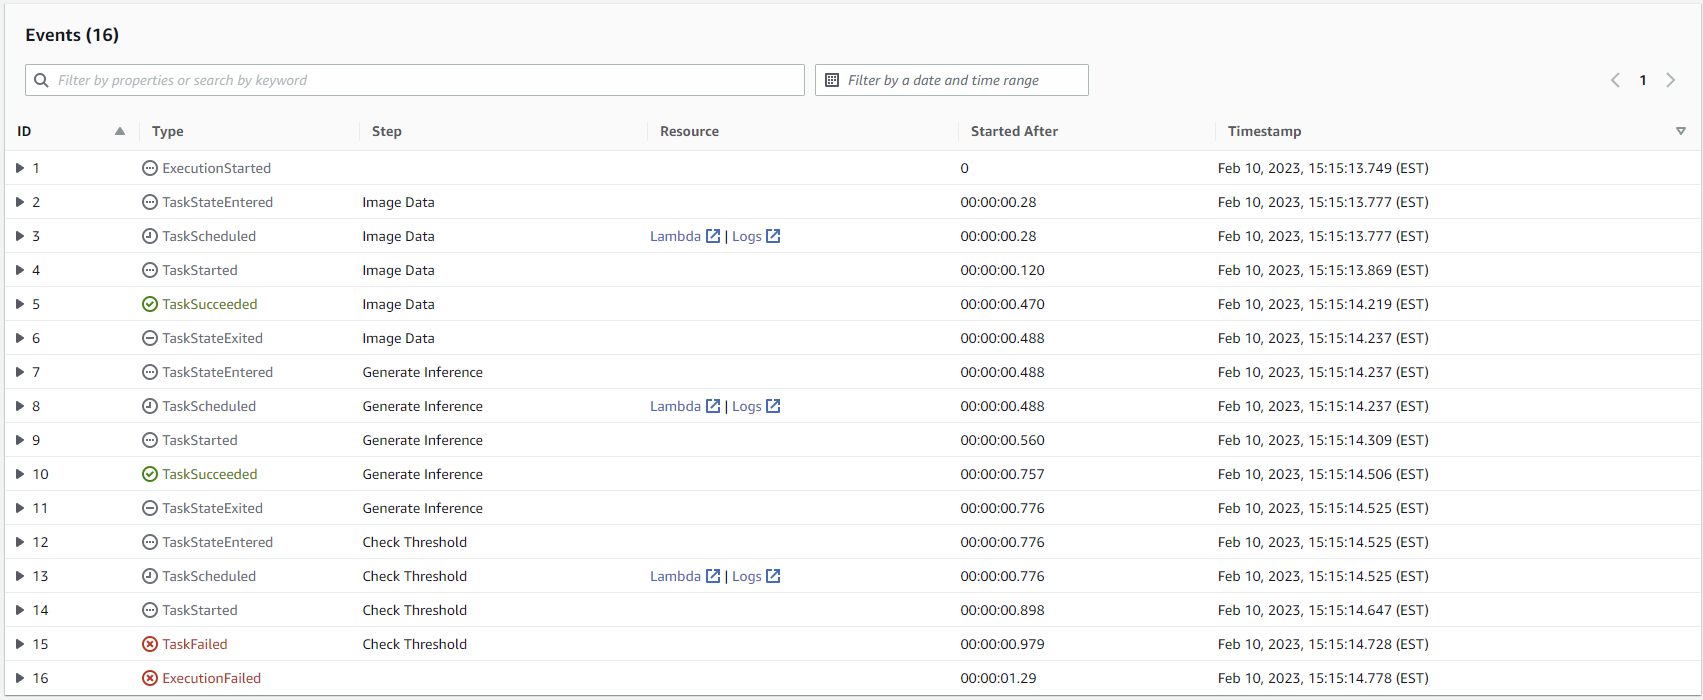 Events (16)
Filter by properties or search by keyword Filter by a date and time range 1
ID Type Step Resource Started After Timestamp
1 ExecutionStarted 0 Feb 10, 2023, 15:15:13.749 (EST)
2 TaskStateEntered Image Data 00:00:00.28 Feb 10, 2023, 15:15:13.777 (EST)
3 TaskScheduled Image Data Lambda | Logs 00:00:00.28 Feb 10, 2023, 15:15:13.777 (EST)
4 TaskStarted Image Data 00:00:00.120 Feb 10, 2023, 15:15:13.869 (EST)
5 TaskSucceeded Image Data 00:00:00.470 Feb 10, 2023, 15:15:14.219 (EST)
6 TaskStateExited Image Data 00:00:00.488 Feb 10, 2023, 15:15:14.237 (EST)
7 TaskStateEntered Generate Inference 00:00:00.488 Feb 10, 2023, 15:15:14.237 (EST)
8 TaskScheduled Generate Inference Lambda | Logs 00:00:00.488 Feb 10, 2023, 15:15:14.237 (EST)
9 TaskStarted Generate Inference 00:00:00.560 Feb 10, 2023, 15:15:14.309 (EST)
10 TaskSucceeded Generate Inference 00:00:00.757 Feb 10, 2023, 15:15:14.506 (EST)
11 TaskStateExited Generate Inference 00:00:00.776 Feb 10, 2023, 15:15:14.525 (EST)
12 TaskStateEntered Check Threshold 00:00:00.776 Feb 10, 2023, 15:15:14.525 (EST)
13 TaskScheduled Check Threshold Lambda | Logs 00:00:00.776 Feb 10, 2023, 15:15:14.525 (EST)
14 TaskStarted Check Threshold 00:00:00.898 Feb 10, 2023, 15:15:14.647 (EST)
15 TaskFailed Check Threshold 00:00:00.979 Feb 10, 2023, 15:15:14.728 (EST)
16 ExecutionFailed 00:00:01.29 Feb 10, 2023, 15:15:14.778 (EST)